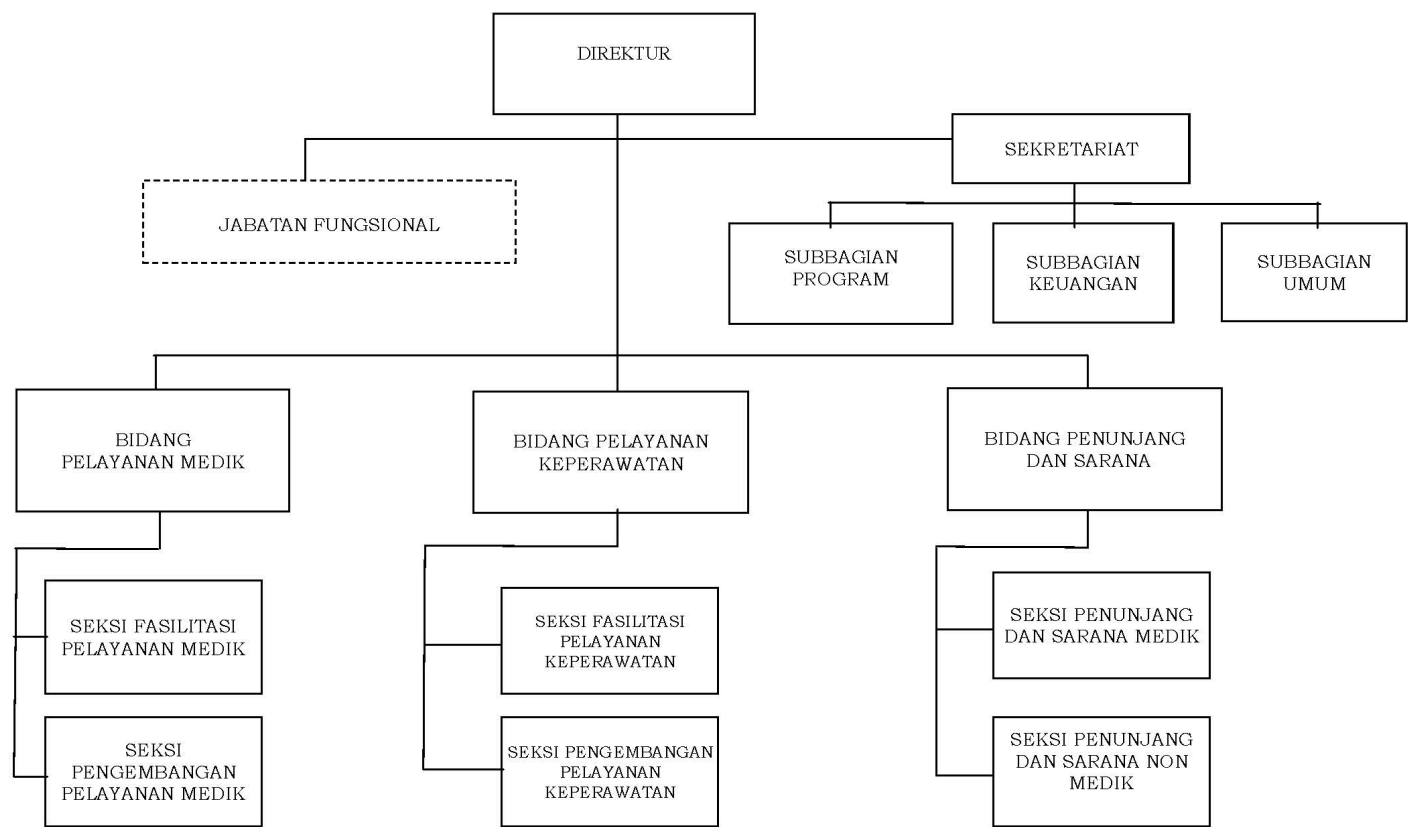 DIREKTUR
SEKRETARIAT
JABATAN FUNGSIONAL
SUBBAGIAN
PROGRAM
SUBBAGIAN
KEUANGAN
SUBBAGIAN
UMUM
BIDANG
PELAYANAN MEDIK
BIDANG PELAYANAN
KEPERAWATAN
BIDANG PENUNJANG
DAN SARANA
SEKSI FASILITASI
PELAYANAN MEDIK
SEKSI FASILITASI
PELAYANAN
KEPERAWATAN
SEKSI PENUNJANG
DAN SARANA MEDIK
SEKSI
PENGEMBANGAN
PELAYANAN MEDIK
SEKSI PENGEMBANGAN
PELAYANAN
KEPERAWATAN
SEKSI PENUNJANG
DAN SARANA NON
MEDIK